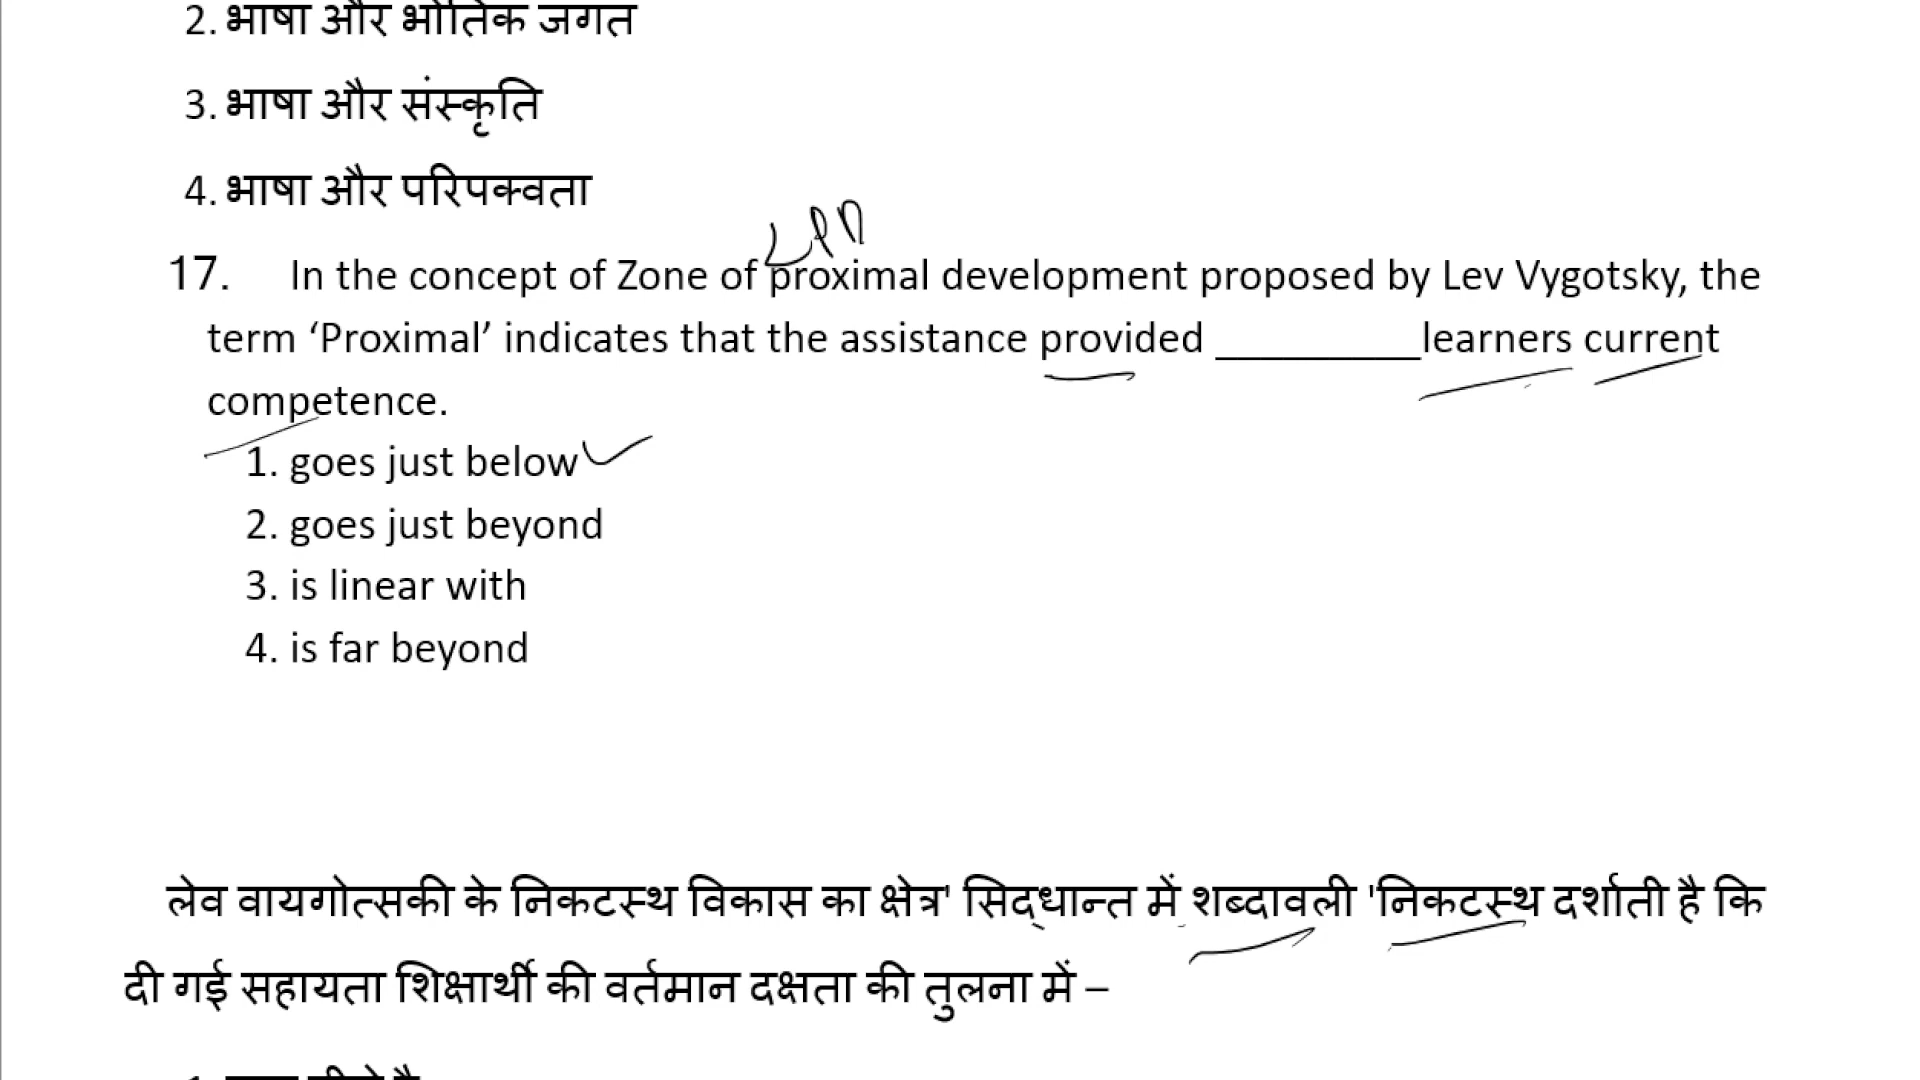 2. भाषा और भौतिक जगत
3. भाषा और संस्कृति
4. भाषा और परिपक्वता
17. In the concept of Zone of proximal development proposed by Lev Vygotsky, the
term ‘Proximal’ indicates that the assistance provided _________learners current
competence.
1. goes just below
2. goes just beyond
3. is linear with
4. is far beyond
लेव वायगोत्सकी के निकटस्थ विकास का क्षेत्र' सिद्धान्त में शब्दावली 'निकटस्थ दर्शाती है कि
दी गई सहायता शिक्षार्थी की वर्तमान दक्षता की तुलना में –